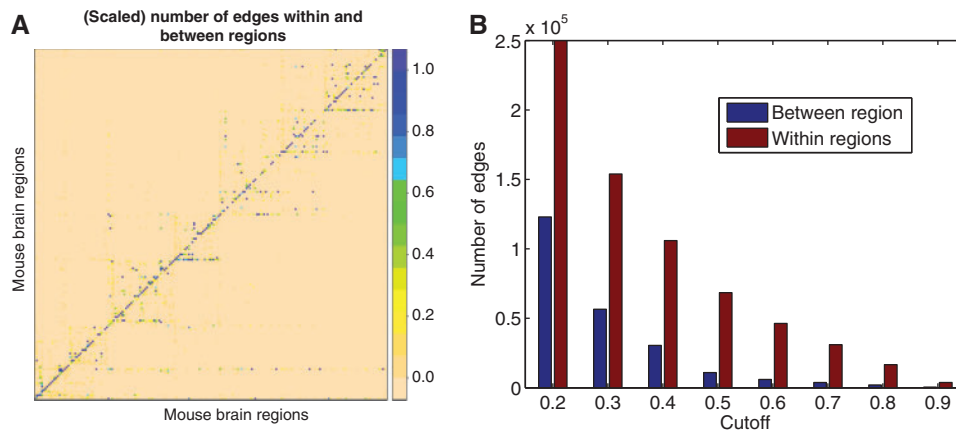 A
(Scaled) number of edges within and
between regions
Mouse brain regions
1.0
0.8
0.6
0.4
0.2
0.0
Mouse brain regions
B
x 10⁵
2.5
2
1.5
1
0.5
0
Number of edges
Between region
Within regions
0.2 0.3 0.4 0.5 0.6 0.7 0.8 0.9
Cutoff